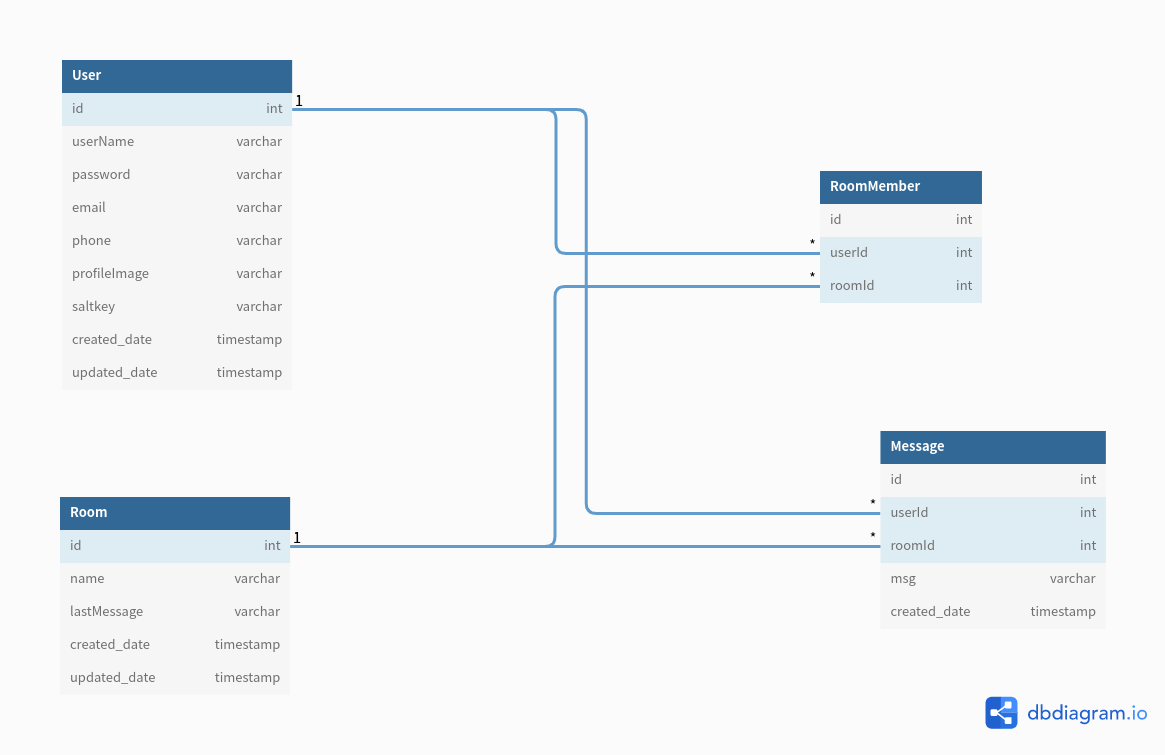 User
1
id int
userName varchar
password varchar
email varchar
phone varchar
profileImage varchar
saltkey varchar
created_date timestamp
updated_date timestamp
RoomMember
id int
* userId int
* roomId int
Room
1
id int
name varchar
lastMessage varchar
created_date timestamp
updated_date timestamp
Message
id int
* userId int
* roomId int
msg varchar
created_date timestamp
dbdiagram.io